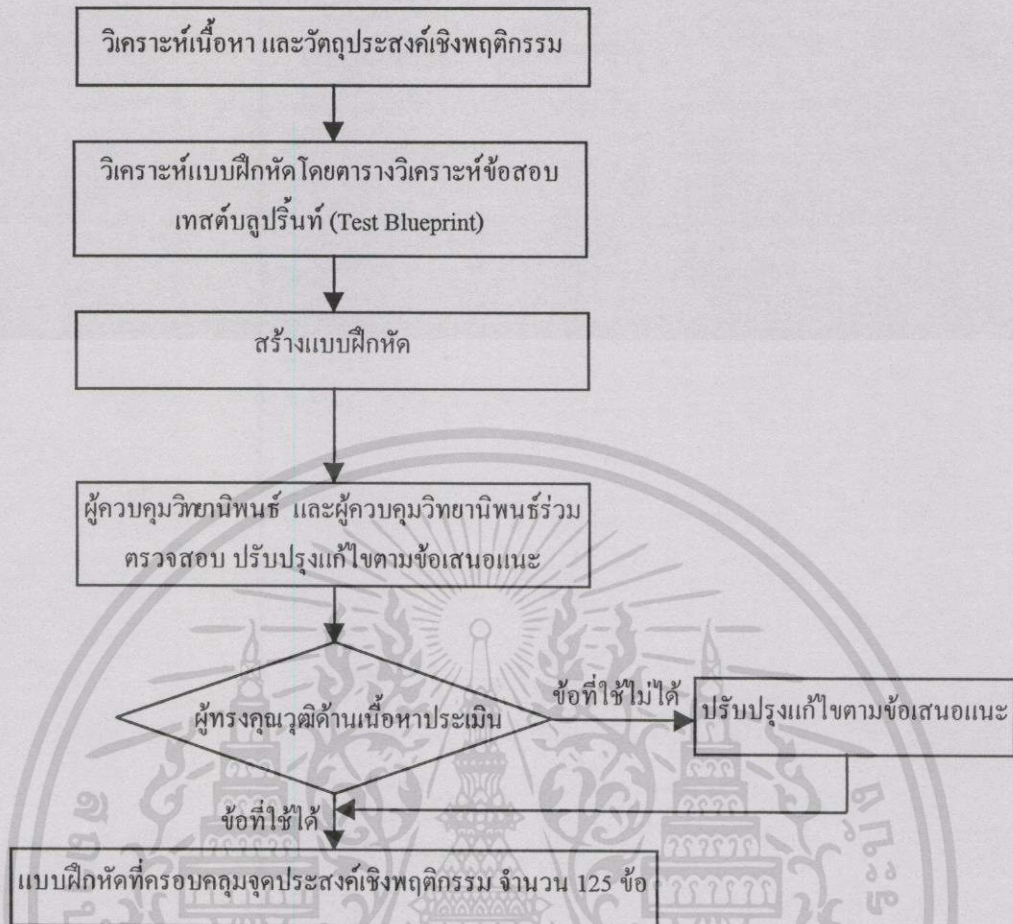 วิเคราะห์เนื้อหา และวัตถุประสงค์เชิงพฤติกรรม
วิเคราะห์แบบฝึกหัดโดยตารางวิเคราะห์ข้อสอบ
เทสต์บลูปริ้นท์ (Test Blueprint)
สร้างแบบฝึกหัด
ผู้ควบคุมวิทยานิพนธ์ และผู้ควบคุมวิทยานิพนธ์ร่วม
ตรวจสอบ ปรับปรุงแก้ไขตามข้อเสนอแนะ
ผู้ทรงคุณวุฒิด้านเนื้อหาประเมิน
ข้อที่ใช้ไม่ได้
ปรับปรุงแก้ไขตามข้อเสนอแนะ
ข้อที่ใช้ได้
แบบฝึกหัดที่ครอบคลุมจุดประสงค์เชิงพฤติกรรม จำนวน 125 ข้อ